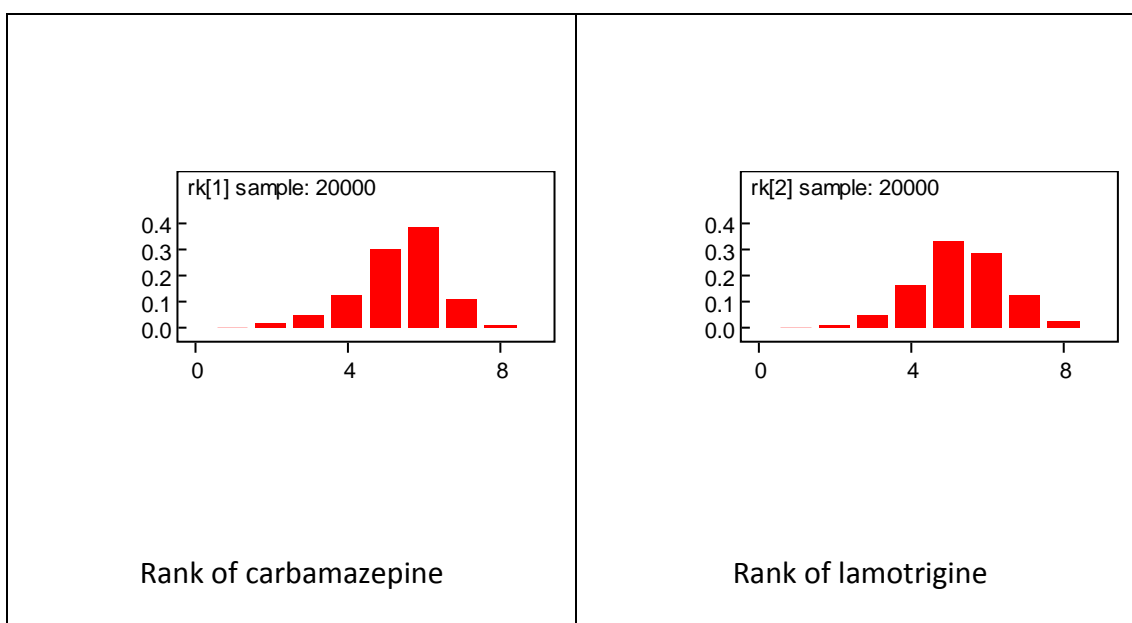 rk[1] sample: 20000
0.4
0.3
0.2
0.1
0.0
0 4 8
Rank of carbamazepine
rk[2] sample: 20000
0.4
0.3
0.2
0.1
0.0
0 4 8
Rank of lamotrigine